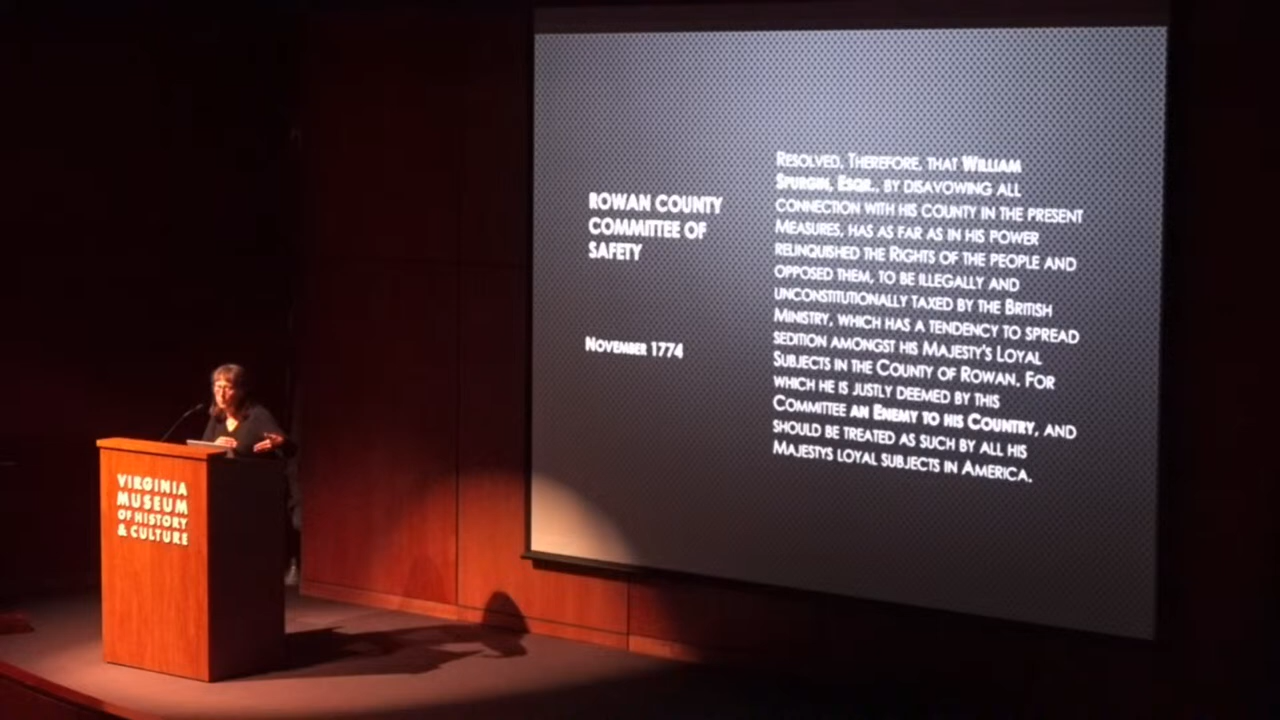 VIRGINIA
MUSEUM
OF HISTORY
& CULTURE
ROWAN COUNTY
COMMITTEE OF
SAFETY
NOVEMBER 1774
RESOLVED, THEREFORE, THAT WILLIAM
SPURGIN, ESQR., BY DISAVOWING ALL
CONNECTION WITH HIS COUNTY IN THE PRESENT
MEASURES, HAS AS FAR AS IN HIS POWER
RELINQUISHED THE RIGHTS OF THE PEOPLE AND
OPPOSED THEM, TO BE ILLEGALLY AND
UNCONSTITUTIONALLY TAXED BY THE BRITISH
MINISTRY, WHICH HAS A TENDENCY TO SPREAD
SEDITION AMONGST HIS MAJESTY'S LOYAL
SUBJECTS IN THE COUNTY OF ROWAN. FOR
WHICH HE IS JUSTLY DEEMED BY THIS
COMMITTEE AN ENEMY TO HIS COUNTRY, AND
SHOULD BE TREATED AS SUCH BY ALL HIS
MAJESTYS LOYAL SUBJECTS IN AMERICA.